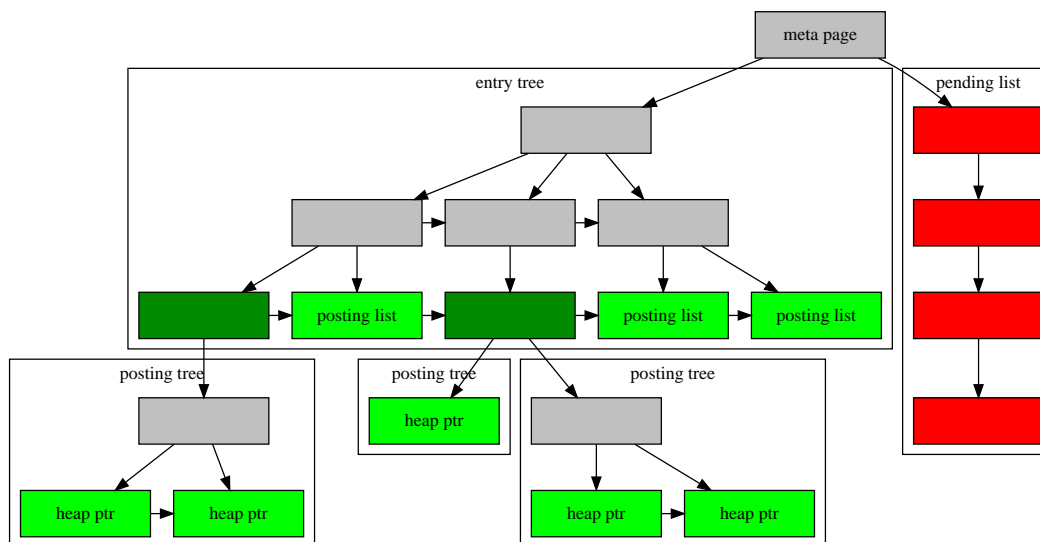 meta page
entry tree
pending list
posting list
posting list
posting list
posting tree
posting tree
posting tree
heap ptr
heap ptr
heap ptr
heap ptr
heap ptr